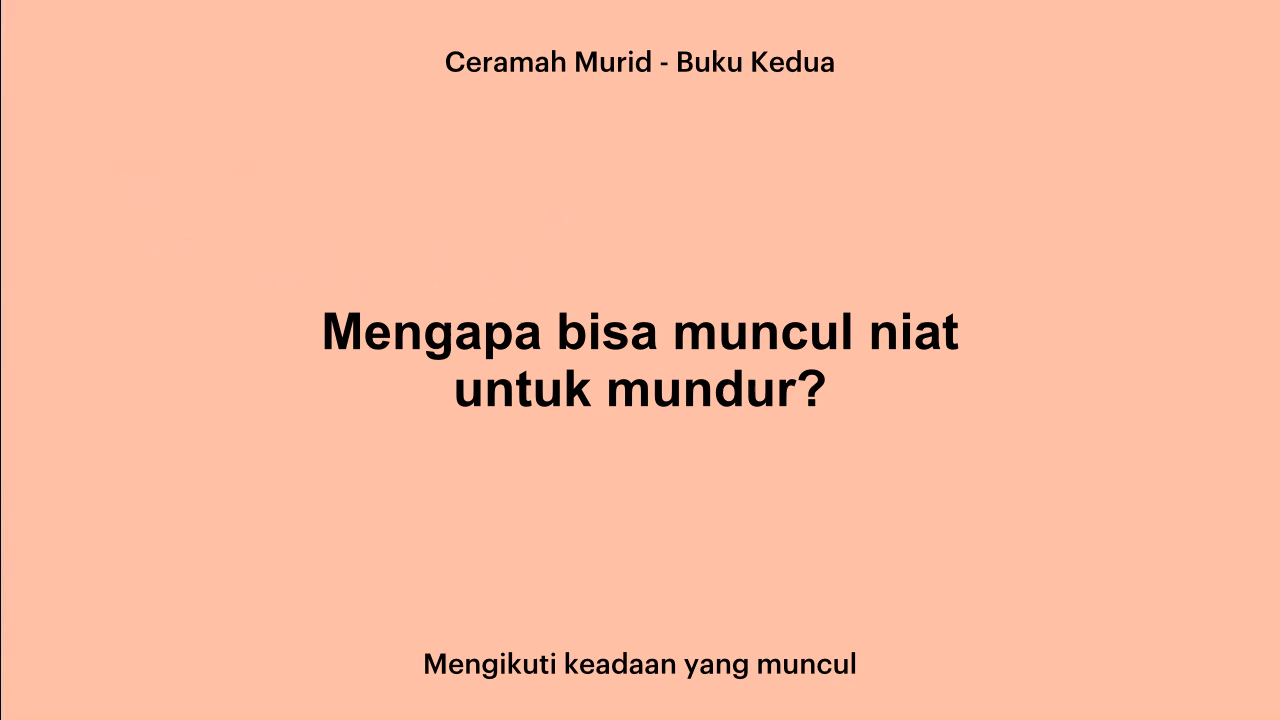 Ceramah Murid - Buku Kedua
Mengapa bisa muncul niat
untuk mundur?
Mengikuti keadaan yang muncul